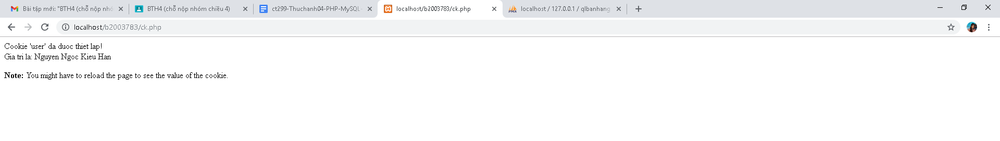 Bài tập mới: "BTH4 (chỗ nộp nhó
BTH4 (chỗ nộp nhóm chiều 4)
ct299-Thuchanh04-PHP-MySQL-
localhost/b2003783/ck.php
localhost / 127.0.0.1 / qlbanhang
localhost/b2003783/ck.php
Cookie 'user' da duoc thiet lap!
Gia tri la: Nguyen Ngoc Kieu Han
Note: You might have to reload the page to see the value of the cookie.